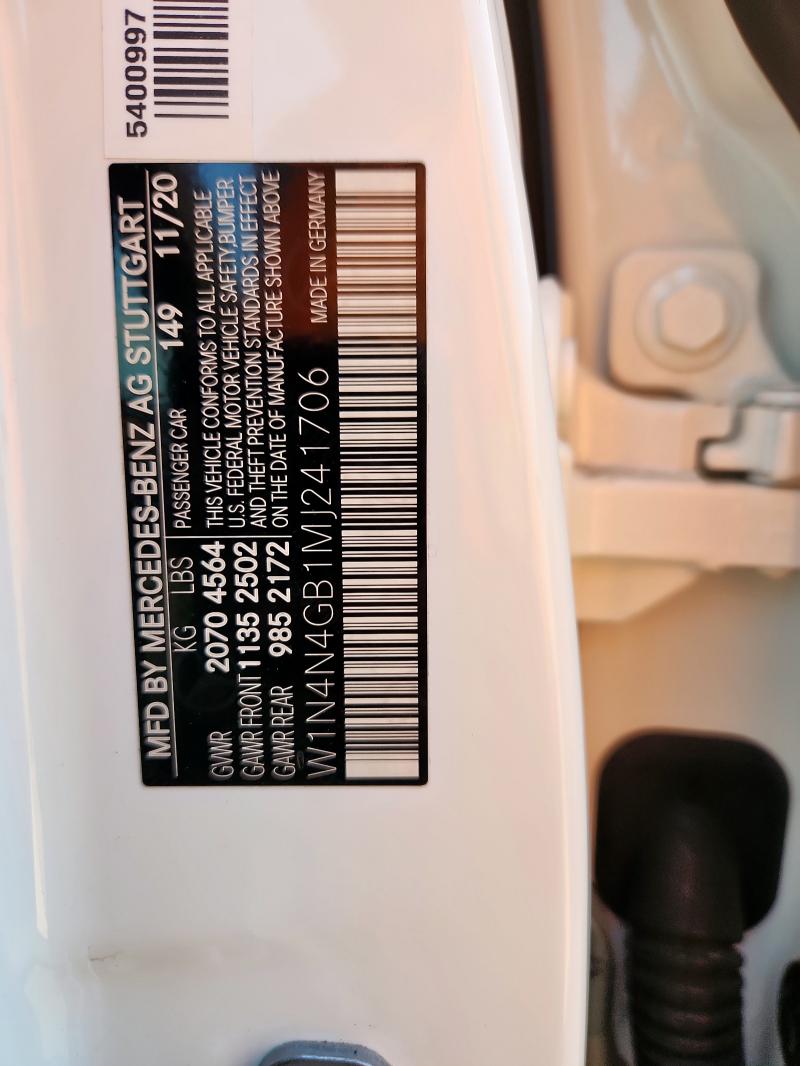 5400997
MFD BY MERCEDES-BENZ AG STUTTGART
KG LBS PASSENGER CAR 149 11/20
GVWR 2070 4564 THIS VEHICLE CONFORMS TO ALL APPLICABLE
GAWR FRONT 1135 2502 U.S. FEDERAL MOTOR VEHICLE SAFETY,BUMPER
GAWR REAR 985 2172 AND THEFT PREVENTION STANDARDS IN EFFECT
ON THE DATE OF MANUFACTURE SHOWN ABOVE
W1N4N4GB1MJ241706 MADE IN GERMANY